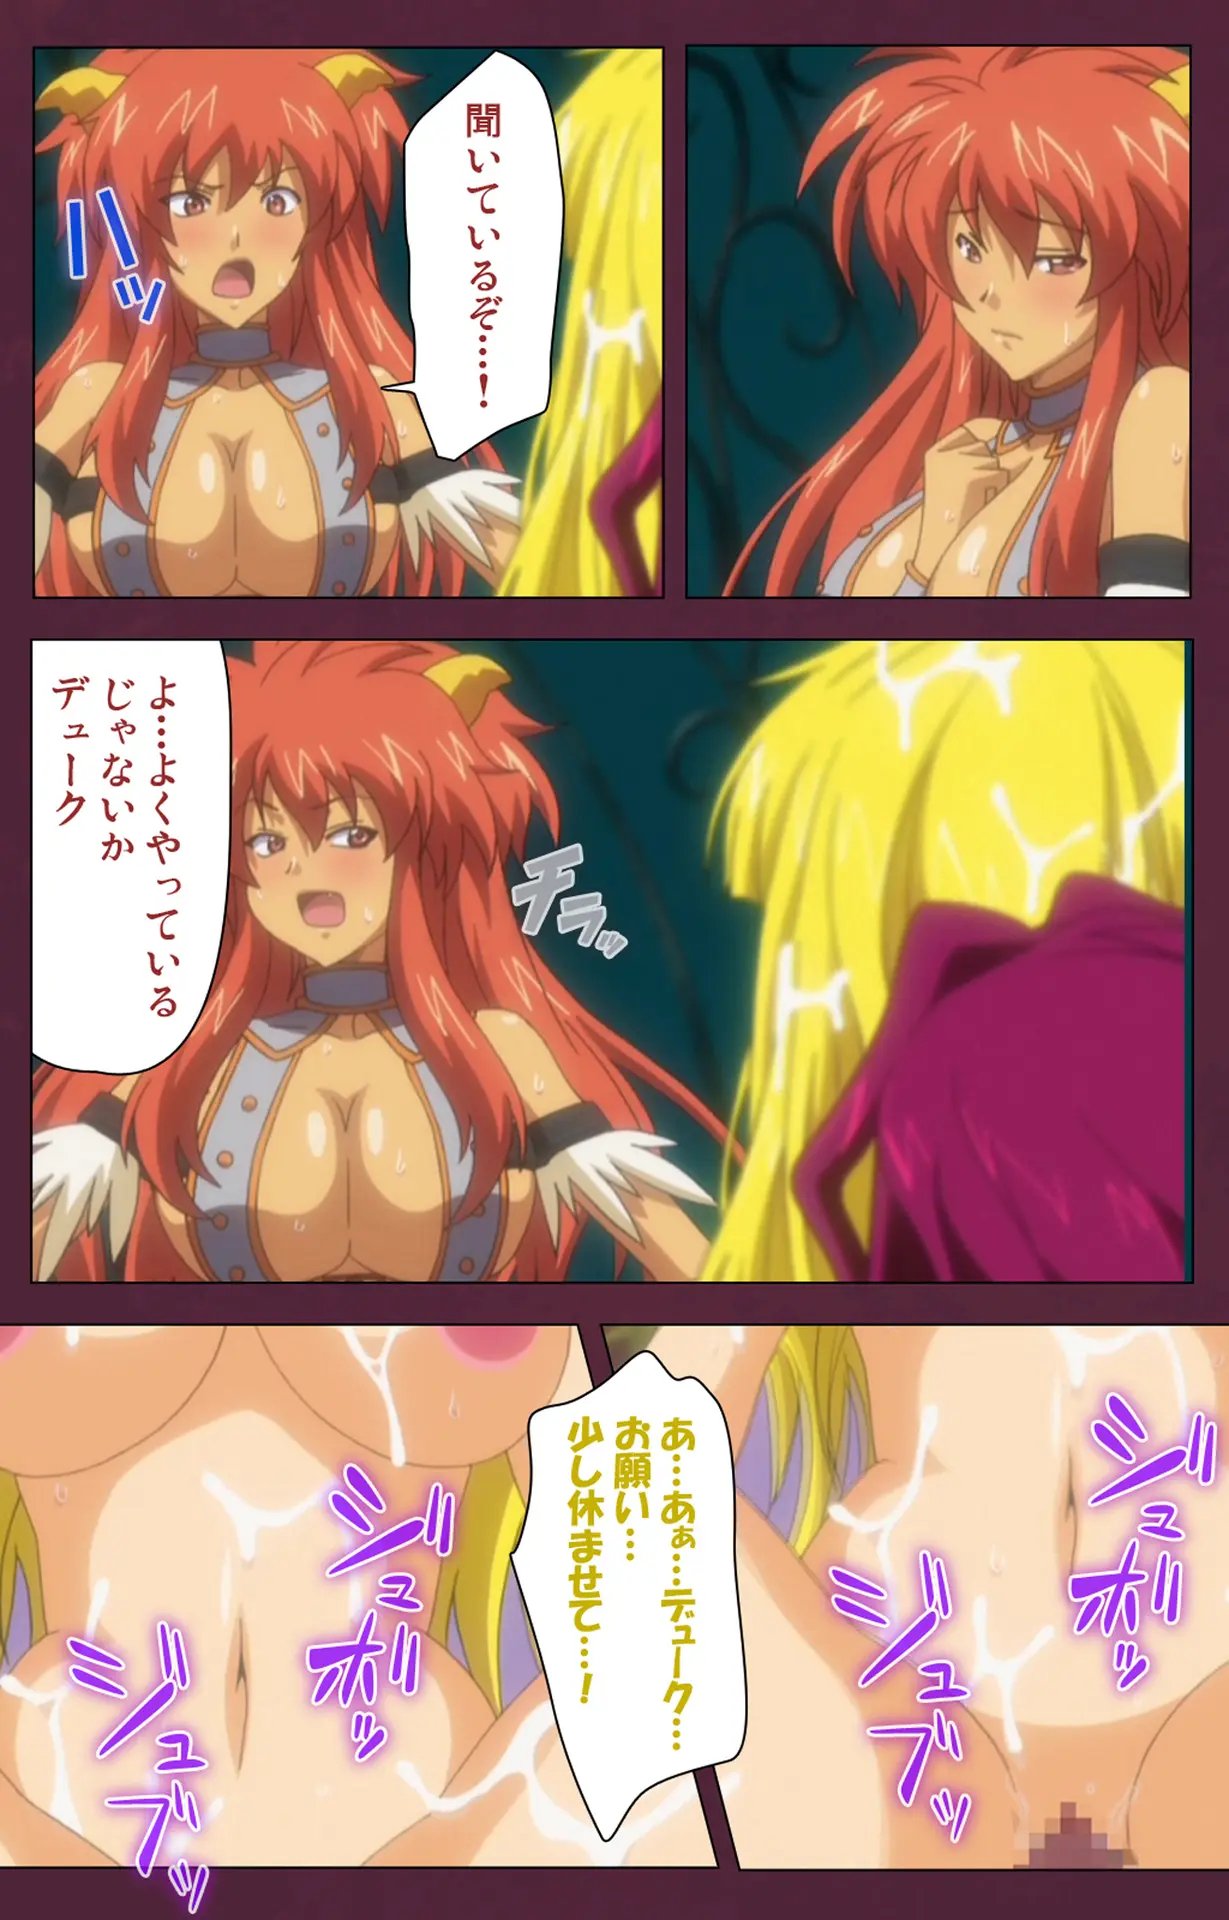 聞いているぞ……！
ハッ
よ…よくやっている
じゃないか
デューク
チラッ
あ…あぁ…デューク…
お願い…
少し休ませて…！
ジュボッ
ジュブッ
ジュボッ
ジュブッ